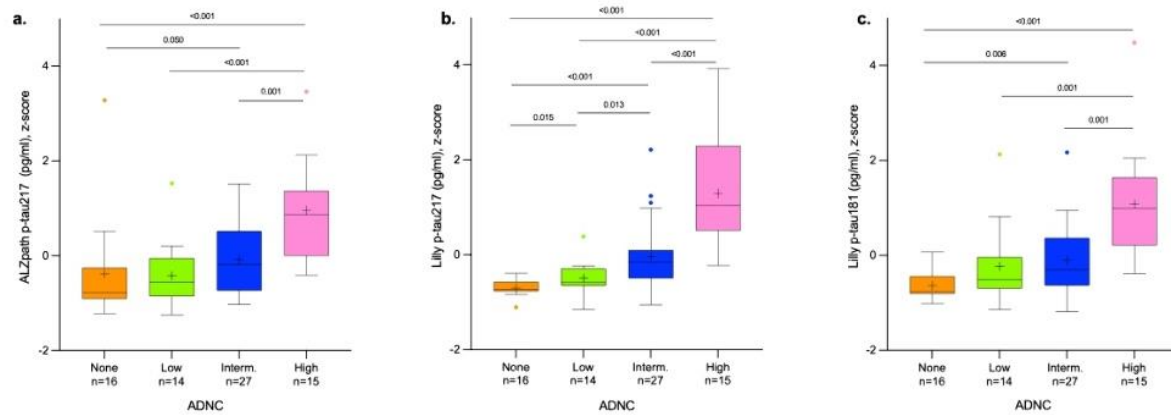 a.
<0.001
0.050
<0.001
0.001
ALZpath p-tau217 (pg/ml), z-score
4
2
0
-2
None Low Interm. High
n=16 n=14 n=27 n=15
ADNC
b.
<0.001
<0.001
<0.001
<0.001
0.013
0.015
Lilly p-tau217 (pg/ml), z-score
4
2
0
-2
None Low Interm. High
n=16 n=14 n=27 n=15
ADNC
c.
<0.001
0.006
0.001
0.001
Lilly p-tau181 (pg/ml), z-score
4
2
0
-2
None Low Interm. High
n=16 n=14 n=27 n=15
ADNC